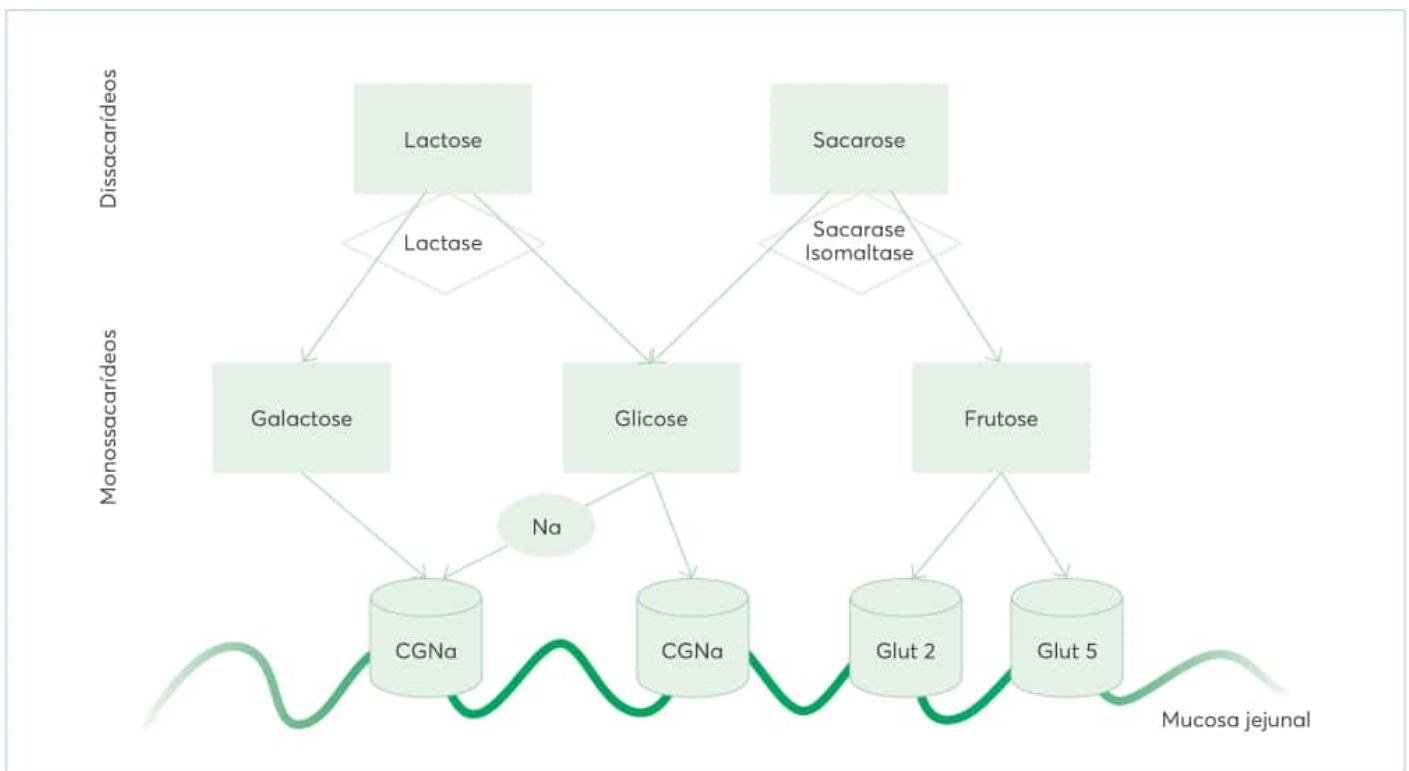 Dissacarídeos
Lactose
Sacarose
Lactase
Sacarase
Isomaltase
Monossacarídeos
Galactose
Glicose
Frutose
Na
CGNa
CGNa
Glut 2
Glut 5
Mucosa jejunal